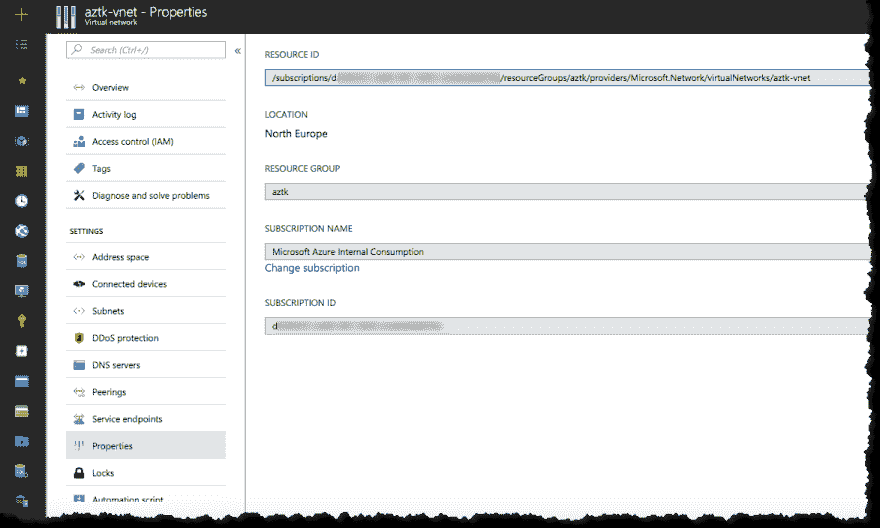 aztk-vnet - Properties
Virtual network
Search (Ctrl+/)
«
Overview
Activity log
Access control (IAM)
Tags
Diagnose and solve problems
SETTINGS
Address space
Connected devices
Subnets
DDoS protection
DNS servers
Peerings
Service endpoints
Properties
Locks
Automation script
RESOURCE ID
/subscriptions/d /resourceGroups/aztk/providers/Microsoft.Network/virtualNetworks/aztk-vnet
LOCATION
North Europe
RESOURCE GROUP
aztk
SUBSCRIPTION NAME
Microsoft Azure Internal Consumption
Change subscription
SUBSCRIPTION ID
d